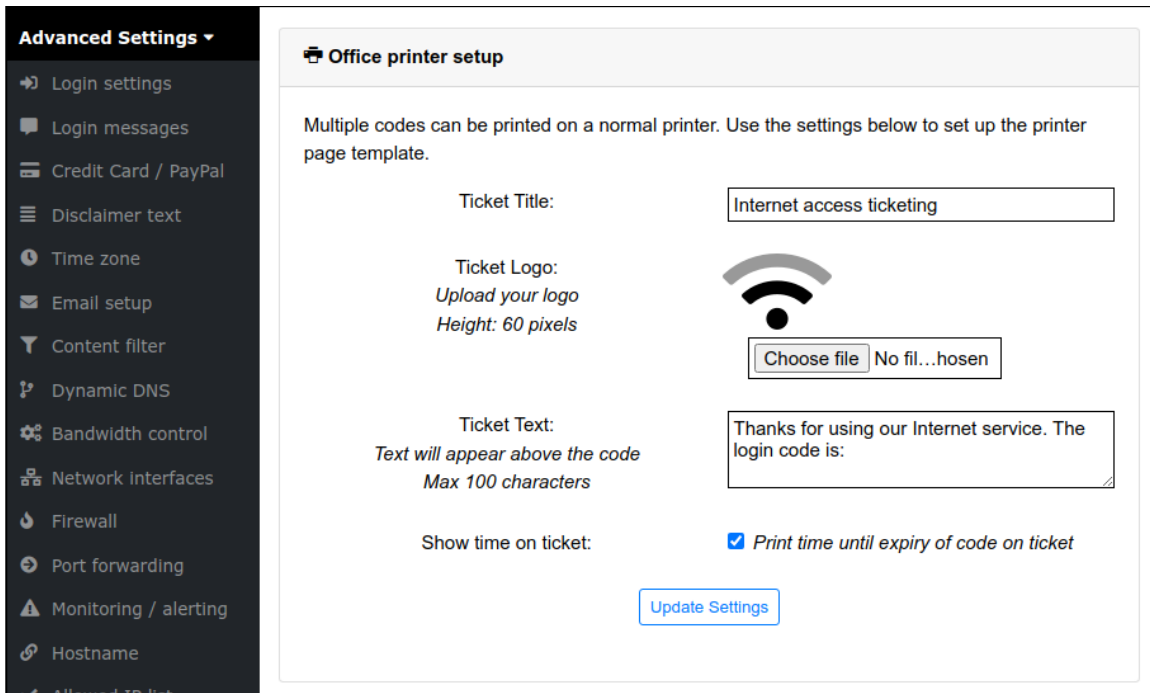 Advanced Settings
Login settings
Login messages
Credit Card / PayPal
Disclaimer text
Time zone
Email setup
Content filter
Dynamic DNS
Bandwidth control
Network interfaces
Firewall
Port forwarding
Monitoring / alerting
Hostname
Allowed IP list
Office printer setup
Multiple codes can be printed on a normal printer. Use the settings below to set up the printer
page template.
Ticket Title:
Internet access ticketing
Ticket Logo:
Upload your logo
Height: 60 pixels
Choose file No fil...hosen
Ticket Text:
Text will appear above the code
Max 100 characters
Thanks for using our Internet service. The
login code is:
Show time on ticket:
Print time until expiry of code on ticket
Update Settings